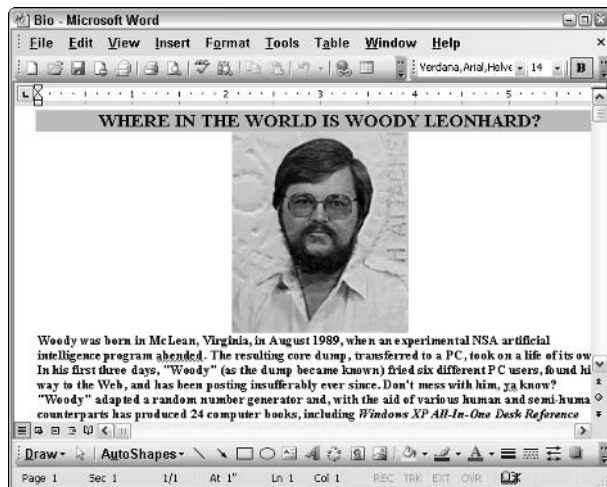 Bio - Microsoft Word
File Edit View Insert Format Tools Table Window Help
Verdana,Arial,Helve 14 B
1 2 3 4 5
WHERE IN THE WORLD IS WOODY LEONHARD?
Woody was born in McLean, Virginia, in August 1989, when an experimental NSA artificial
intelligence program abended. The resulting core dump, transferred to a PC, took on a life of its ow
In his first three days, "Woody" (as the dump became known) fried six different PC users, found hi
way to the Web, and has been posting insufferably ever since. Don't mess with him, ya know?
"Woody" adapted a random number generator and, with the aid of various human and semi-huma
counterparts has produced 24 computer books, including Windows XP All-In-One Desk Reference
Draw AutoShapes
Page 1 Sec 1 1/1 At 1" Ln 1 Col 1 REC TRK EXT OVR